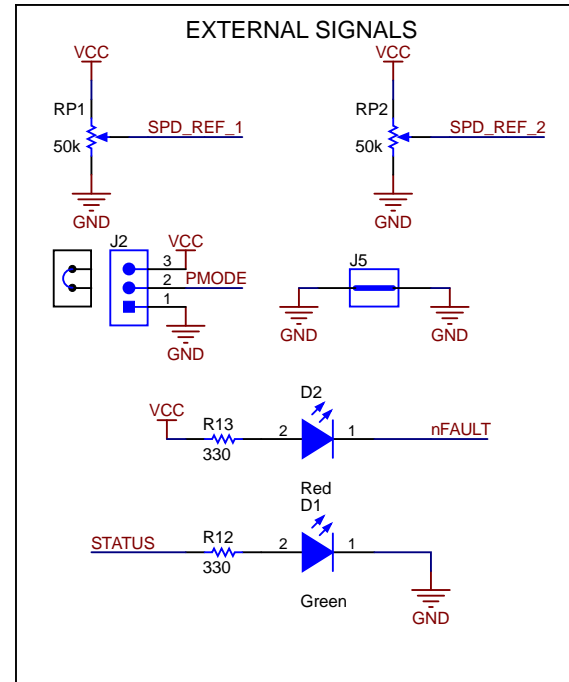 EXTERNAL SIGNALS
VCC
VCC
RP1
SPD_REF_1
50k
GND
RP2
SPD_REF_2
50k
GND
J2
VCC
3
2
PMODE
1
GND
J5
GND
GND
D2
VCC
R13
2
1
nFAULT
330
Red
D1
STATUS
R12
2
1
330
Green
GND